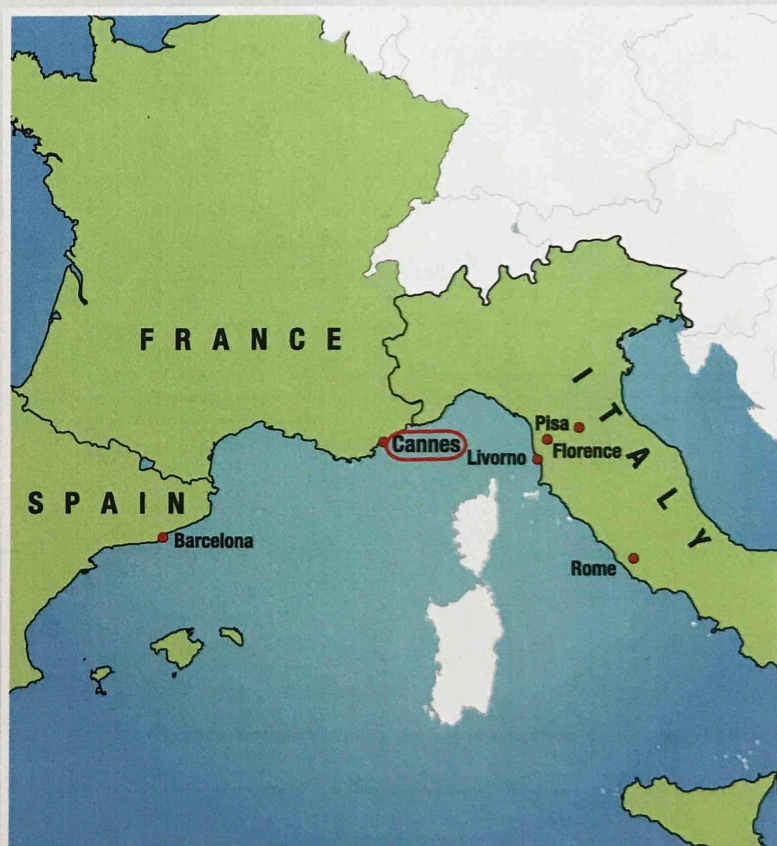 FRANCE
ITALY
Pisa
Cannes
Florence
Livorno
SPAIN
Barcelona
Rome